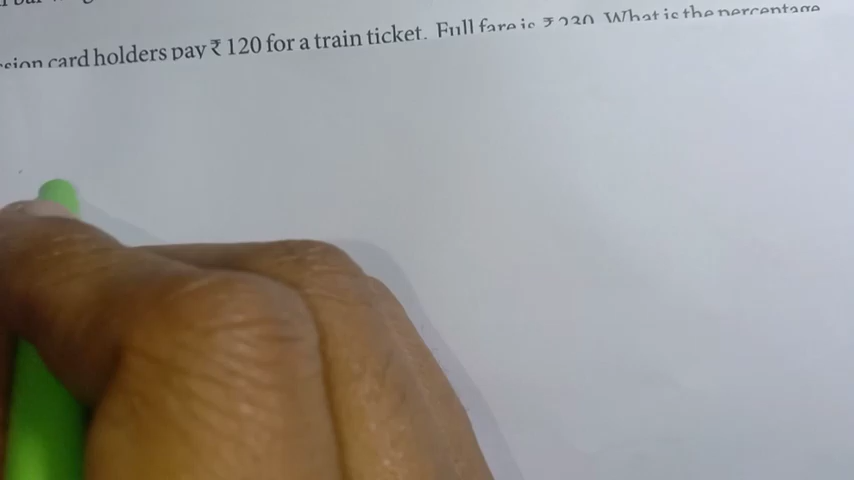 card holders pay ₹ 120 for a train ticket. Full fare is ₹ 230. What is the percentage